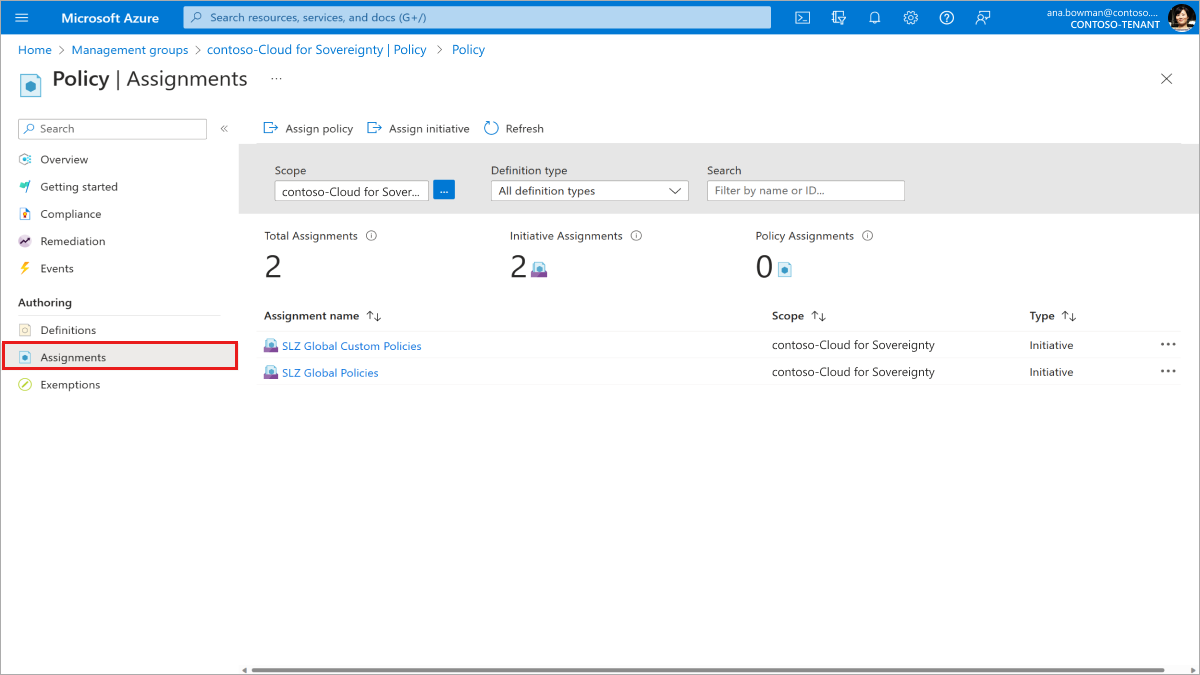 Microsoft Azure
Search resources, services, and docs (G+/)
ana.bowman@contoso....
CONTOSO-TENANT
Home > Management groups > contoso-Cloud for Sovereignty | Policy > Policy
Policy | Assignments ...
Search
«
Assign policy
Assign initiative
Refresh
Overview
Getting started
Compliance
Remediation
Events
Authoring
Definitions
Assignments
Exemptions
Scope
contoso-Cloud for Sover...
...
Definition type
All definition types
Search
Filter by name or ID...
Total Assignments
2
Initiative Assignments
2
Policy Assignments
0
Assignment name ↑↓ Scope ↑↓ Type ↑↓
SLZ Global Custom Policies contoso-Cloud for Sovereignty Initiative ...
SLZ Global Policies contoso-Cloud for Sovereignty Initiative ...